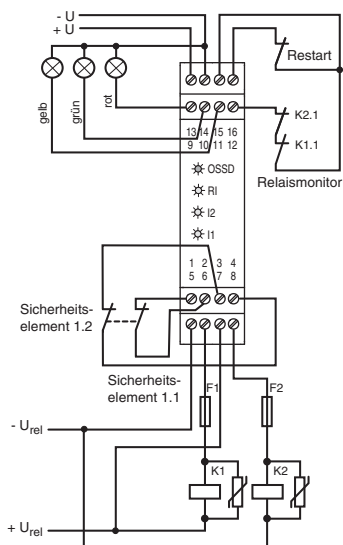 - U
+ U
Restart
gelb
grün
rot
K2.1
K1.1
13 14 15 16
9 10 11 12
Relaismonitor
OSSD
RI
I2
I1
1 2 3 4
5 6 7 8
Sicherheits-
element 1.2
Sicherheits-
element 1.1
F1
F2
- Urel
K1
K2
+ Urel